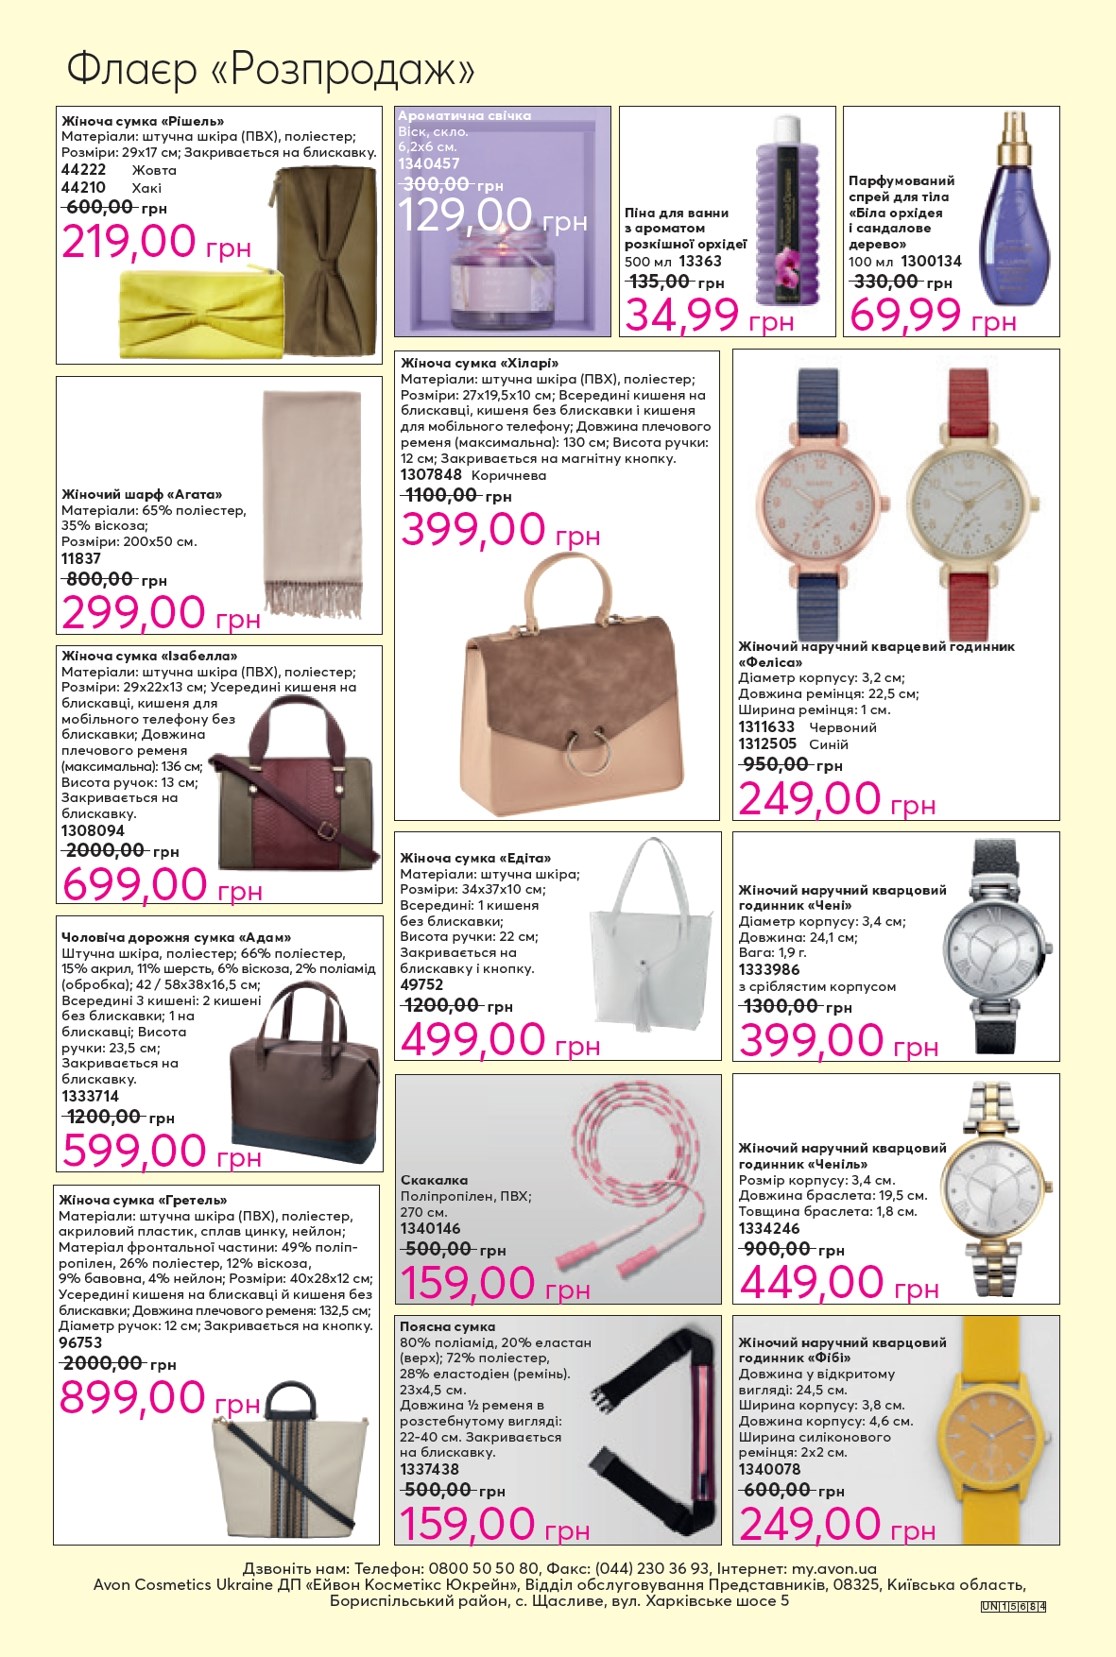 Флаєр «Розпродаж»
Жіноча сумка «Рішель»
Матеріали: штучна шкіра (ПВХ), поліестер;
Розміри: 29х17 см; Закривається на блискавку.
44222 Жовта
44210 Хакі
600,00 грн
219,00 грн
Ароматична свічка
Віск, скло.
6,2х6 см.
1340457
300,00 грн
129,00 грн
Піна для ванни
з ароматом
розкішної орхідеї
500 мл 13363
135,00 грн
34,99 грн
Парфумований
спрей для тіла
«Біла орхідея
і сандалове
дерево»
100 мл 1300134
330,00 грн
69,99 грн
Жіночий шарф «Агата»
Матеріали: 65% поліестер,
35% віскоза;
Розміри: 200х50 см.
11837
800,00 грн
299,00 грн
Жіноча сумка «Хіларі»
Матеріали: штучна шкіра (ПВХ), поліестер;
Розміри: 27х19,5х10 см; Всередині кишеня на
блискавці, кишеня без блискавки і кишеня
для мобільного телефону; Довжина плечового
ременя (максимальна): 130 см; Висота ручки:
12 см; Закривається на магнітну кнопку.
1307848 Коричнева
1100,00 грн
399,00 грн
Жіночий наручний кварцевий годинник
«Феліса»
Діаметр корпусу: 3,2 см;
Довжина ремінця: 22,5 см;
Ширина ремінця: 1 см.
1311633 Червоний
1312505 Синій
950,00 грн
249,00 грн
Жіноча сумка «Ізабелла»
Матеріали: штучна шкіра (ПВХ), поліестер;
Розміри: 29х22х13 см; Усередині кишеня на
блискавці, кишеня для
мобільного телефону без
блискавки; Довжина
плечового ременя
(максимальна): 136 см;
Висота ручок: 13 см;
Закривається на
блискавку.
1308094
2000,00 грн
699,00 грн
Жіноча сумка «Едіта»
Матеріали: штучна шкіра;
Розміри: 34х37х10 см;
Всередині: 1 кишеня
без блискавки;
Висота ручки: 22 см;
Закривається на
блискавку і кнопку.
49752
1200,00 грн
499,00 грн
Жіночий наручний кварцовий
годинник «Чені»
Діаметр корпусу: 3,4 см;
Довжина: 24,1 см;
Вага: 1,9 г.
1333986
з сріблястим корпусом
1300,00 грн
399,00 грн
Чоловіча дорожня сумка «Адам»
Штучна шкіра, поліестер; 66% поліестер,
15% акрил, 11% шерсть, 6% віскоза, 2% поліамід
(обробка); 42 / 58х38х16,5 см;
Всередині 3 кишені: 2 кишені
без блискавки; 1 на
блискавці; Висота
ручки: 23,5 см;
Закривається на
блискавку.
1333714
1200,00 грн
599,00 грн
Скакалка
Поліпропілен, ПВХ;
270 см.
1340146
500,00 грн
159,00 грн
Жіночий наручний кварцовий
годинник «Ченіль»
Розмір корпусу: 3,4 см.
Довжина браслета: 19,5 см.
Товщина браслета: 1,8 см.
1334246
900,00 грн
449,00 грн
Жіноча сумка «Гретель»
Матеріали: штучна шкіра (ПВХ), поліестер,
акриловий пластик, сплав цинку, нейлон;
Матеріал фронтальної частини: 49% поліп-
ропілен, 26% поліестер, 12% віскоза,
9% бавовна, 4% нейлон; Розміри: 40х28х12 см;
Усередині кишеня на блискавці й кишеня без
блискавки; Довжина плечового ременя: 132,5 см;
Діаметр ручок: 12 см; Закривається на кнопку.
96753
2000,00 грн
899,00 грн
Поясна сумка
80% поліамід, 20% еластан
(верх); 72% поліестер,
28% еластодієн (ремінь).
23х4,5 см.
Довжина ½ ременя в
розстебнутому вигляді:
22-40 см. Закривається
на блискавку.
1337438
500,00 грн
159,00 грн
Жіночий наручний кварцовий
годинник «Фібі»
Довжина у відкритому
вигляді: 24,5 см.
Ширина корпусу: 3,8 см.
Довжина корпусу: 4,6 см.
Ширина силіконового
ремінця: 2х2 см.
1340078
600,00 грн
249,00 грн
Дзвоніть нам: Телефон: 0800 50 50 80, Факс: (044) 230 36 93, Інтернет: my.avon.ua
Avon Cosmetics Ukraine ДП «Ейвон Косметікс Юкрейн», Відділ обслуговування Представників, 08325, Київська область,
Бориспільський район, с. Щасливе, вул. Харківське шосе 5
UN15684